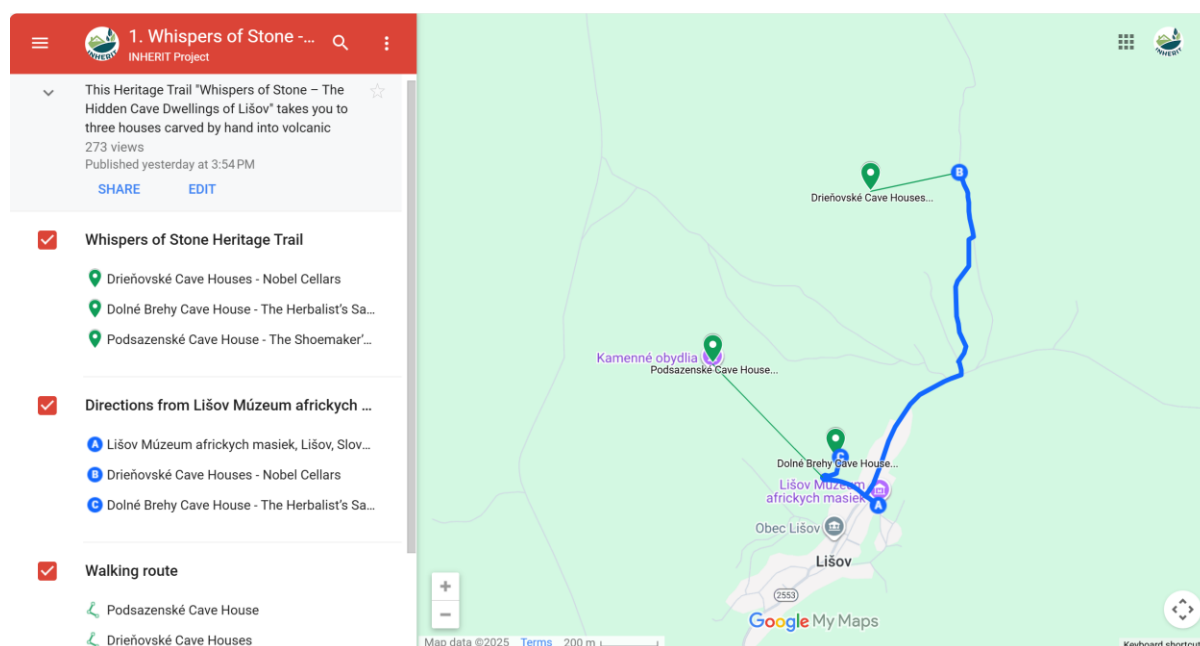 1. Whispers of Stone -...
INHERIT Project
INHERIT
This Heritage Trail "Whispers of Stone – The
Hidden Cave Dwellings of Lišov" takes you to
three houses carved by hand into volcanic
273 views
Published yesterday at 3:54 PM
SHARE EDIT
Whispers of Stone Heritage Trail
Drieňovské Cave Houses - Nobel Cellars
Dolné Brehy Cave House - The Herbalist's Sa...
Podsazenské Cave House - The Shoemaker'...
Directions from Lišov Múzeum africkych ...
A Lišov Múzeum africkych masiek, Lišov, Slov...
B Drieňovské Cave Houses - Nobel Cellars
C Dolné Brehy Cave House - The Herbalist's Sa...
Walking route
Podsazenské Cave House
Drieňovské Cave Houses
INHERIT
B
Drieňovské Cave Houses...
Kamenné obydlia
Podsazenské Cave House...
C
Dolné Brehy Cave House...
Lišov Múzeum
africkych masiek
A
Obec Lišov
Lišov
2553
Google My Maps
+
−
Map data ©2025 Terms 200 m
Keyboard shortcut